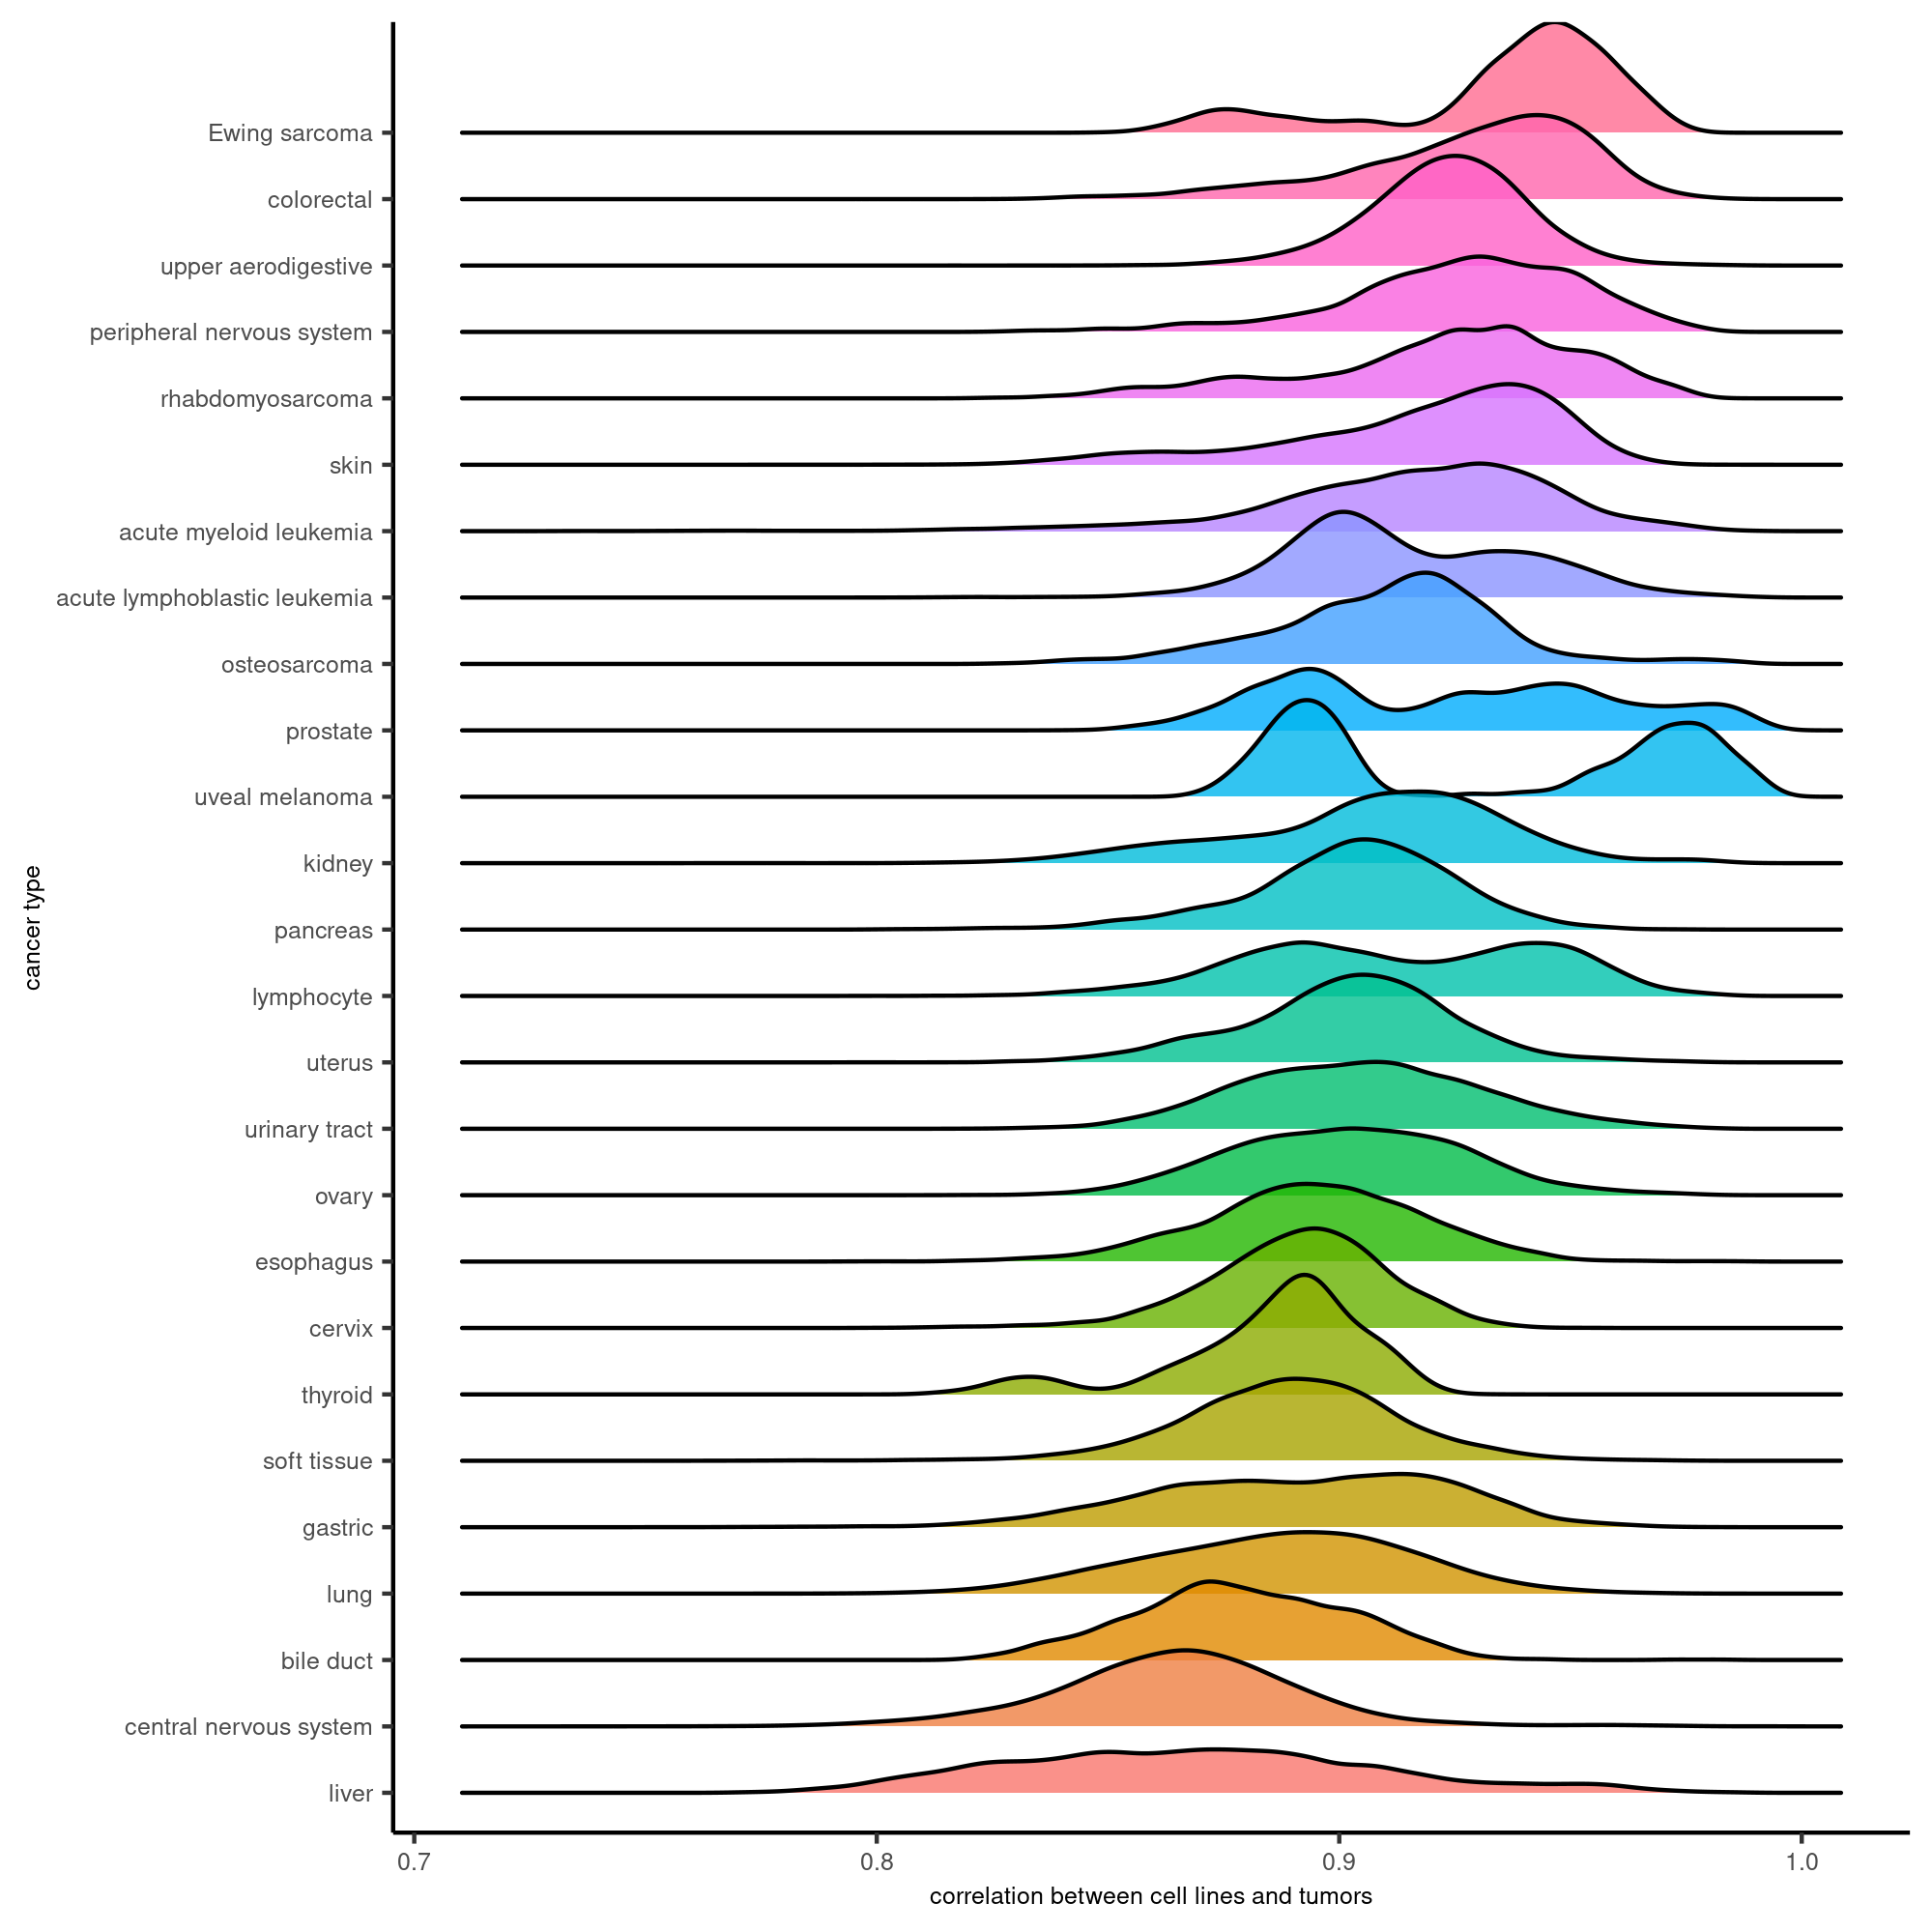 Ewing sarcoma
colorectal
upper aerodigestive
peripheral nervous system
rhabdomyosarcoma
skin
acute myeloid leukemia
acute lymphoblastic leukemia
osteosarcoma
prostate
uveal melanoma
kidney
pancreas
lymphocyte
uterus
urinary tract
ovary
esophagus
cervix
thyroid
soft tissue
gastric
lung
bile duct
central nervous system
liver
cancer type
0.7 0.8 0.9 1.0
correlation between cell lines and tumors